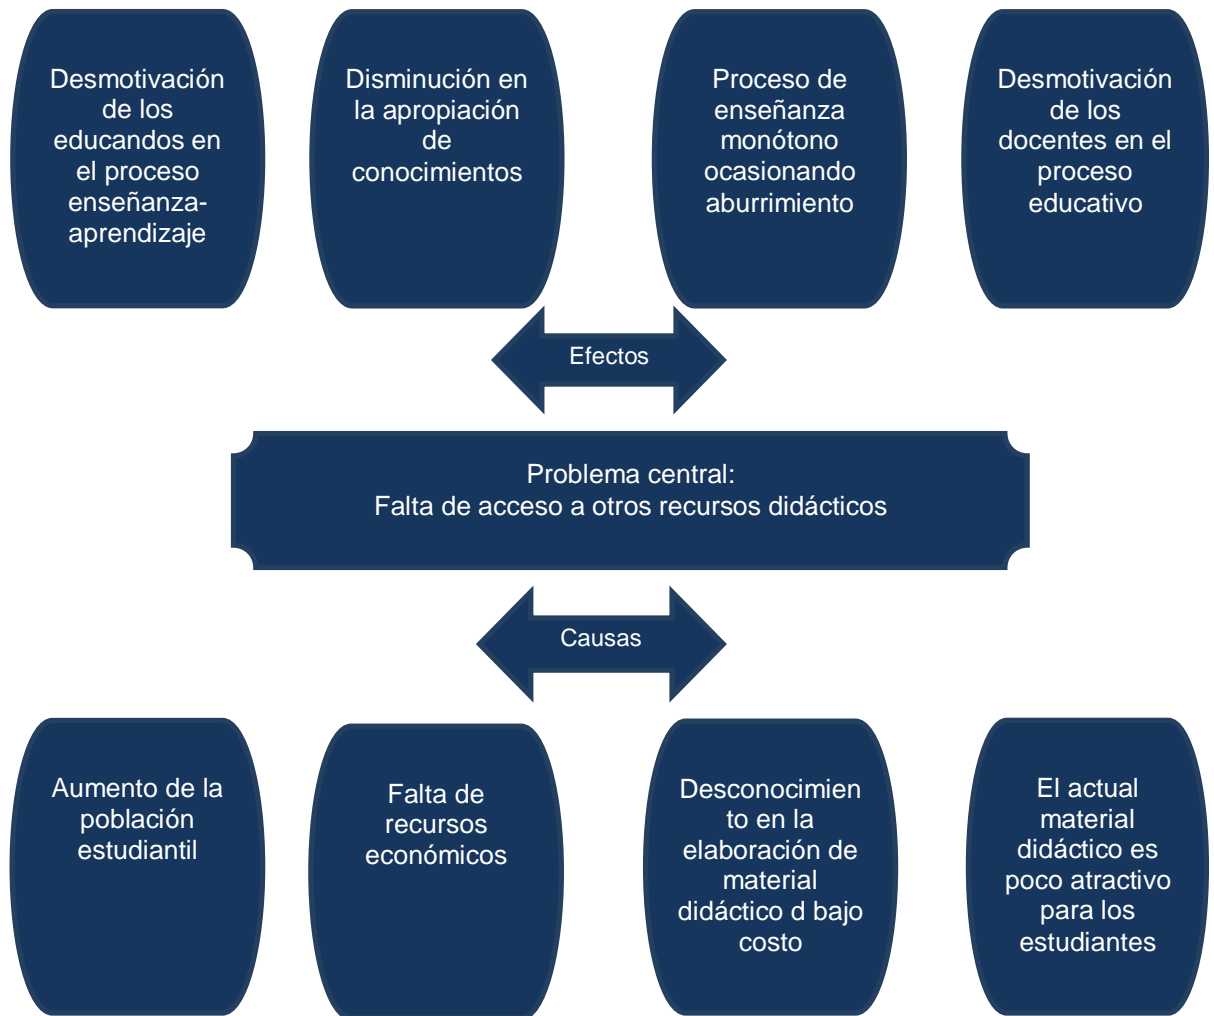 Desmotivación
de los
educandos en
el proceso
enseñanza-
aprendizaje
Disminución en
la apropiación
de
conocimientos
Proceso de
enseñanza
monótono
ocasionando
aburrimiento
Desmotivación
de los
docentes en el
proceso
educativo
Efectos
Problema central:
Falta de acceso a otros recursos didácticos
Causas
Aumento de la
población
estudiantil
Falta de
recursos
económicos
Desconocimien
to en la
elaboración de
material
didáctico d bajo
costo
El actual
material
didáctico es
poco atractivo
para los
estudiantes